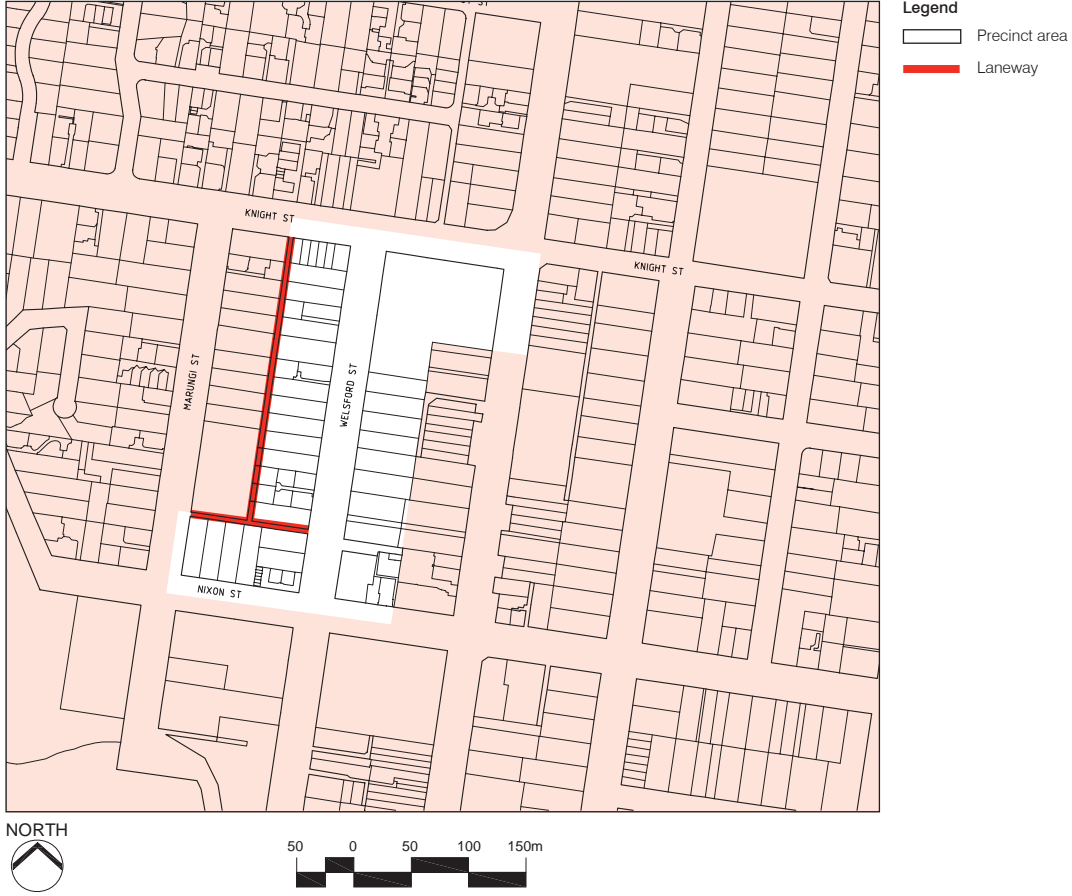 Legend
Precinct area
Laneway
KNIGHT ST
KNIGHT ST
MARUNGI ST
WELSFORD ST
NIXON ST
NORTH
50 0 50 100 150m